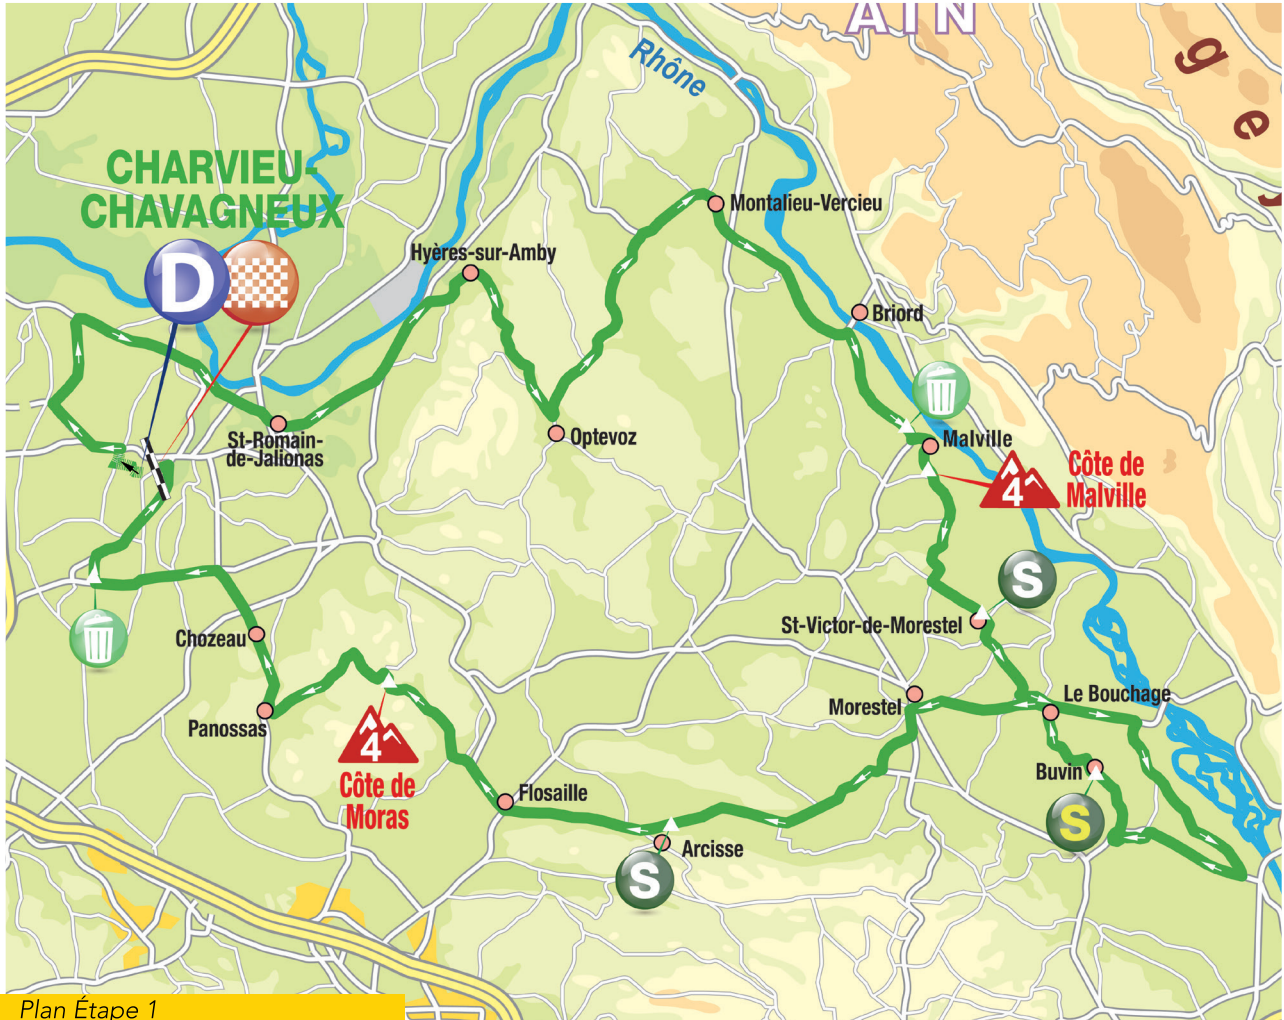 AIN
g
e
Rhône
CHARVIEU-
CHAVAGNEUX
D
Montalieu-Vercieu
Hyères-sur-Amby
Briord
St-Romain-
de-Jalionas
Optevoz
Malville
4
Côte de
Malville
S
St-Victor-de-Morestel
Chozeau
Le Bouchage
Morestel
Panossas
4
Côte de
Moras
Buvin
Flosaille
S
Arcisse
S
Plan Étape 1